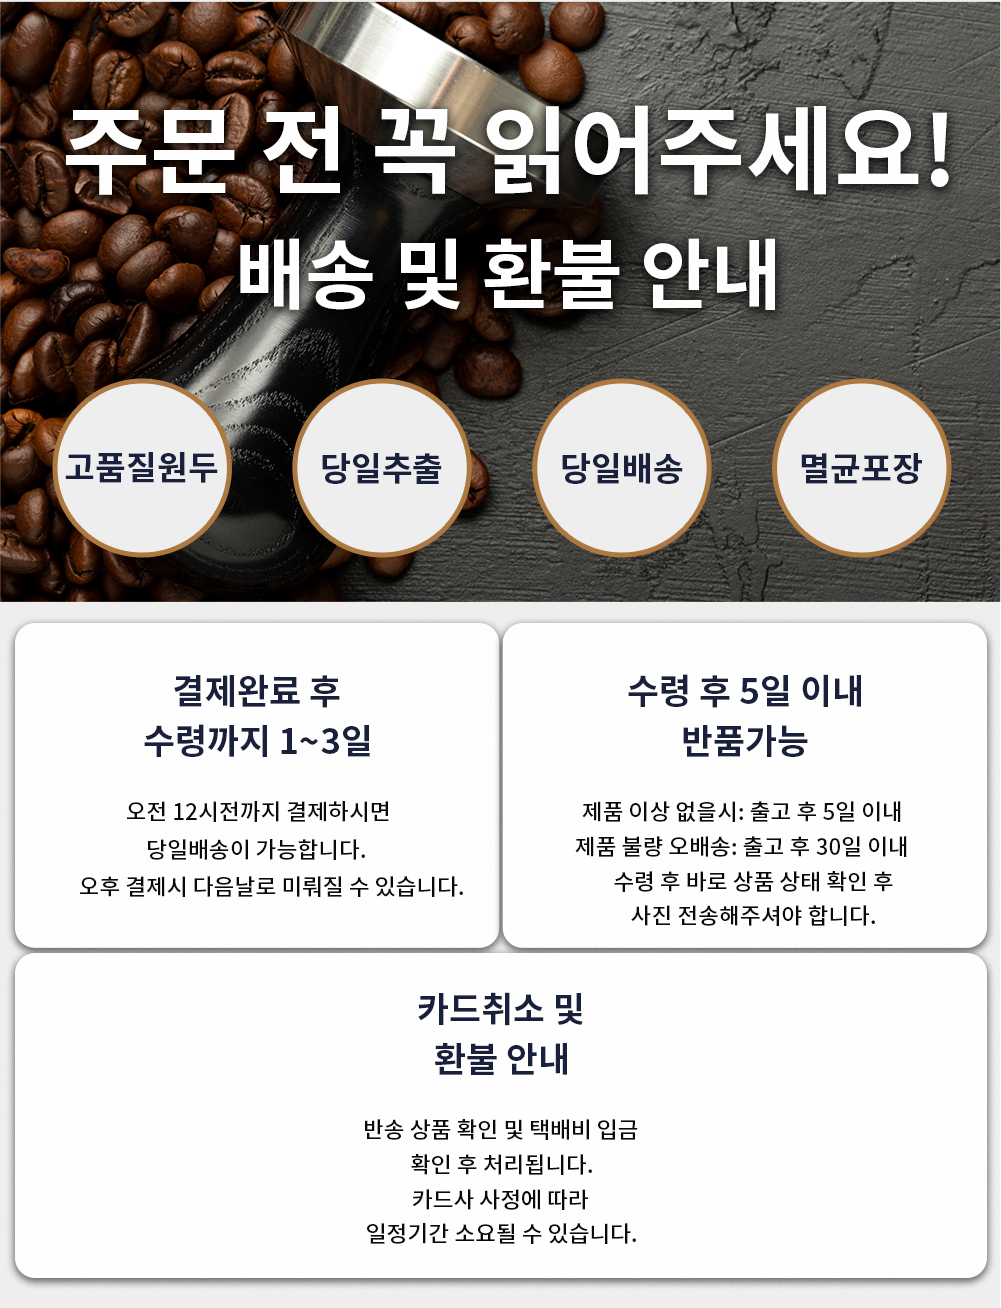 주문 전 꼭 읽어주세요!
배송 및 환불 안내
고품질원두
당일추출
당일배송
멸균포장
결제완료 후
수령까지 1~3일
오전 12시전까지 결제하시면
당일배송이 가능합니다.
오후 결제시 다음날로 미뤄질 수 있습니다.
수령 후 5일 이내
반품가능
제품 이상 없을시: 출고 후 5일 이내
제품 불량 오배송: 출고 후 30일 이내
수령 후 바로 상품 상태 확인 후
사진 전송해주셔야 합니다.
카드취소 및
환불 안내
반송 상품 확인 및 택배비 입금
확인 후 처리됩니다.
카드사 사정에 따라
일정기간 소요될 수 있습니다.